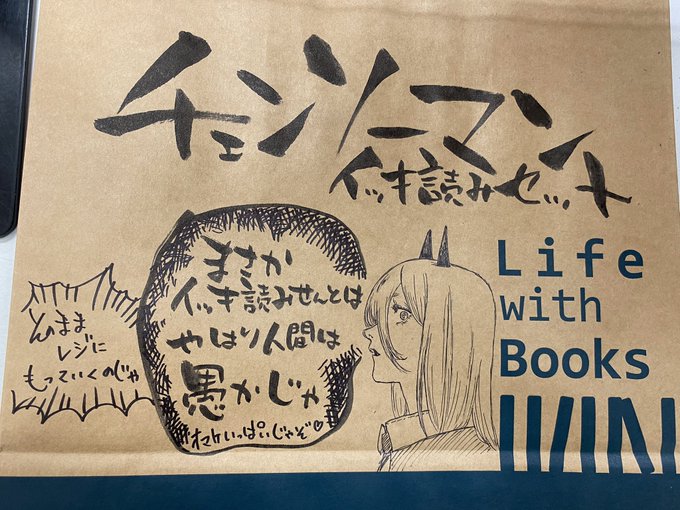 チェンソーマン
イッキ読みセット
まさか
イッキ読みせんとは
やはり人間は
愚かじゃ
オマケいっぱいじゃぞ♡
そのまま
レジに
もっていくのじゃ
Life
with
Books